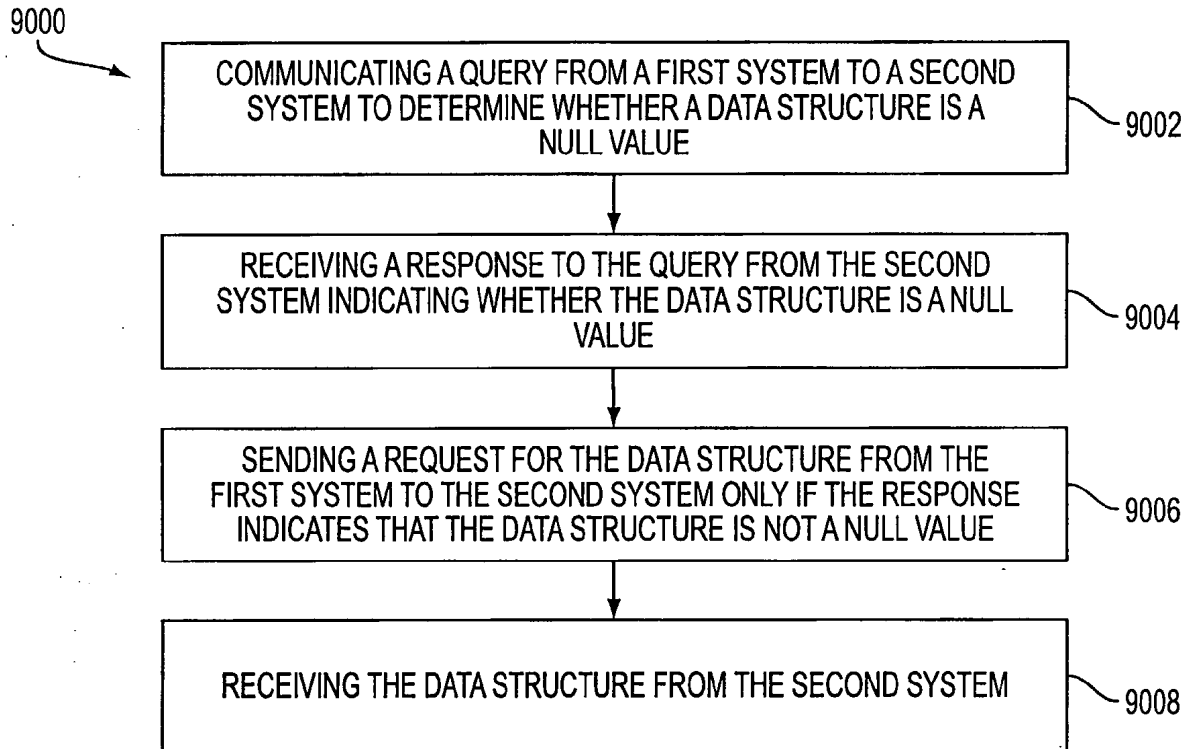 9000
COMMUNICATING A QUERY FROM A FIRST SYSTEM TO A SECOND
SYSTEM TO DETERMINE WHETHER A DATA STRUCTURE IS A
NULL VALUE
9002
RECEIVING A RESPONSE TO THE QUERY FROM THE SECOND
SYSTEM INDICATING WHETHER THE DATA STRUCTURE IS A NULL
VALUE
9004
SENDING A REQUEST FOR THE DATA STRUCTURE FROM THE
FIRST SYSTEM TO THE SECOND SYSTEM ONLY IF THE RESPONSE
INDICATES THAT THE DATA STRUCTURE IS NOT A NULL VALUE
9006
RECEIVING THE DATA STRUCTURE FROM THE SECOND SYSTEM
9008